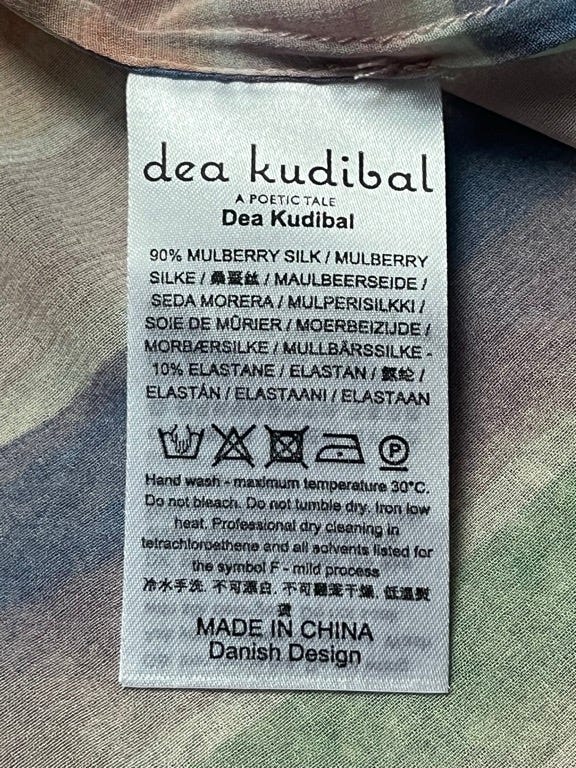 dea kudibal
A POETIC TALE
Dea Kudibal
90% MULBERRY SILK / MULBERRY
SILKE / 桑蚕丝 / MAULBEERSEIDE /
SEDA MORERA / MULPERISILKKI /
SOIE DE MÛRIER / MOERBEIZIJDE /
MORBÆRSILKE / MULLBÄRSSILKE -
10% ELASTANE / ELASTAN / 氨纶 /
ELASTÁN / ELASTAANI / ELASTAAN
P
Hand wash - maximum temperature 30°C.
Do not bleach. Do not tumble dry. Iron low
heat. Professional dry cleaning in
tetrachloroethene and all solvents listed for
the symbol F - mild process
冷水手洗, 不可漂白, 不可翻笼干燥, 低温熨
烫
MADE IN CHINA
Danish Design